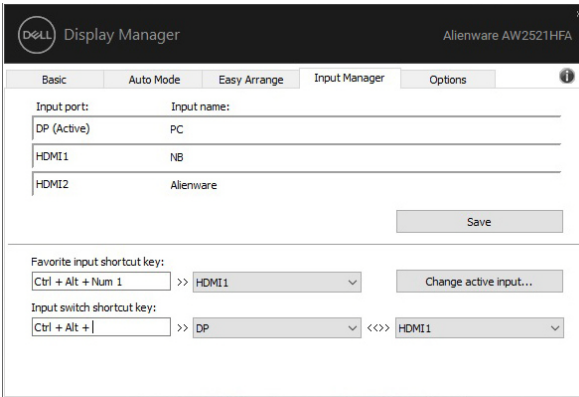 DELL Display Manager Alienware AW2521HFA
Basic Auto Mode Easy Arrange Input Manager Options
Input port: Input name:
DP (Active) PC
HDMI1 NB
HDMI2 Alienware
Save
Favorite input shortcut key:
Ctrl + Alt + Num 1 >> HDMI1 Change active input...
Input switch shortcut key:
Ctrl + Alt + >> DP <<>> HDMI1